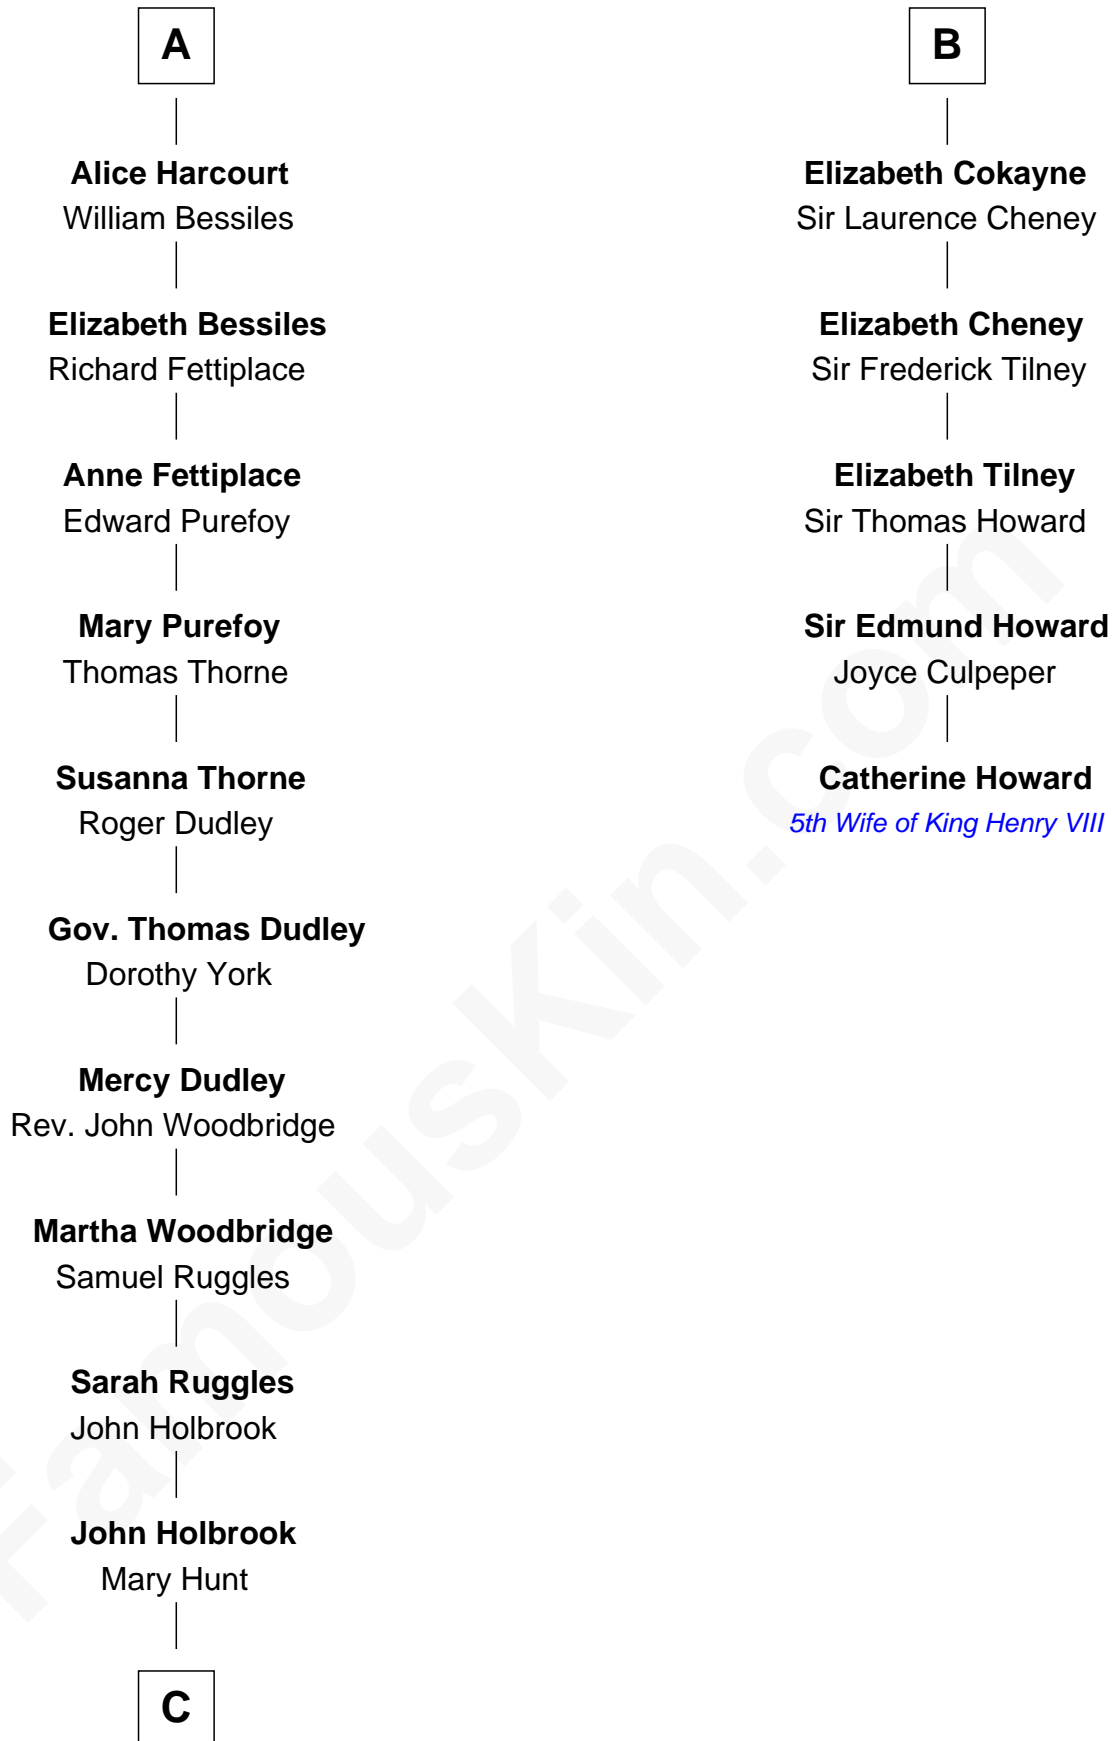 A
Alice Harcourt
William Bessiles
Elizabeth Bessiles
Richard Fettiplace
Anne Fettiplace
Edward Purefoy
Mary Purefoy
Thomas Thorne
Susanna Thorne
Roger Dudley
Gov. Thomas Dudley
Dorothy York
Mercy Dudley
Rev. John Woodbridge
Martha Woodbridge
Samuel Ruggles
Sarah Ruggles
John Holbrook
John Holbrook
Mary Hunt
C
B
Elizabeth Cokayne
Sir Laurence Cheney
Elizabeth Cheney
Sir Frederick Tilney
Elizabeth Tilney
Sir Thomas Howard
Sir Edmund Howard
Joyce Culpeper
Catherine Howard
5th Wife of King Henry VIII
FamousKin.com